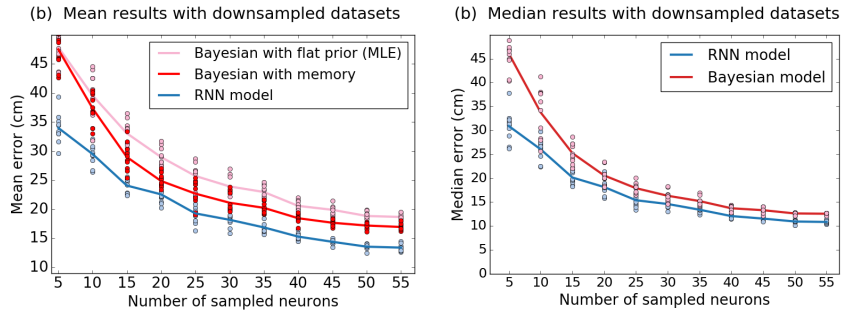 (b) Mean results with downsampled datasets
Bayesian with flat prior (MLE)
Bayesian with memory
RNN model
Mean error (cm)
45
40
35
30
25
20
15
10
5 10 15 20 25 30 35 40 45 50 55
Number of sampled neurons
(b) Median results with downsampled datasets
RNN model
Bayesian model
Median error (cm)
45
40
35
30
25
20
15
10
5
0
5 10 15 20 25 30 35 40 45 50 55
Number of sampled neurons